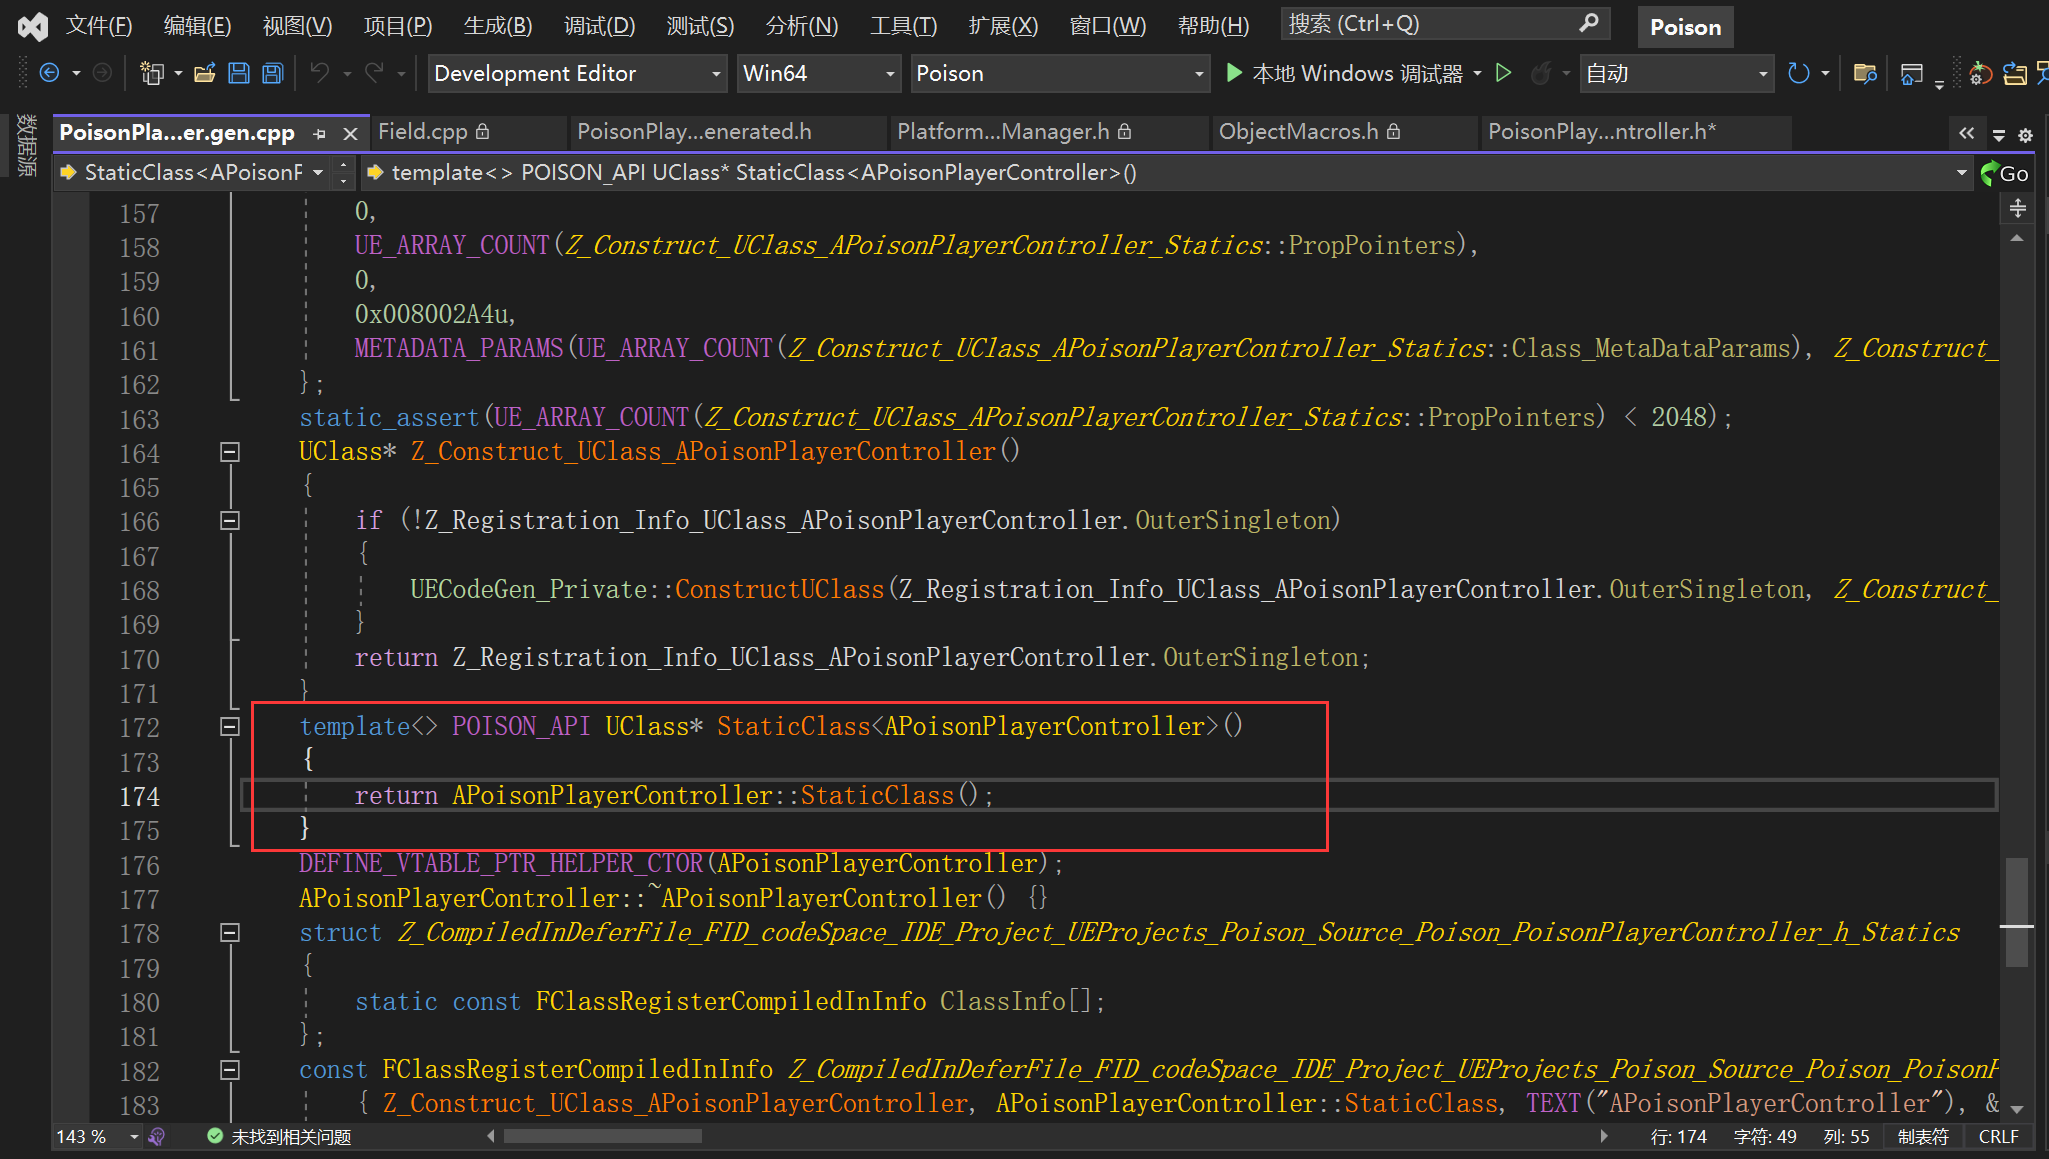 文件(F) 编辑(E) 视图(V) 项目(P) 生成(B) 调试(D) 测试(S) 分析(N) 工具(T) 扩展(X) 窗口(W) 帮助(H) 搜索 (Ctrl+Q) Poison
Development Editor Win64 Poison 本地 Windows 调试器 自动
数据源
PoisonPla...er.gen.cpp Field.cpp PoisonPlay...enerated.h Platform...Manager.h ObjectMacros.h PoisonPlay...ntroller.h*
StaticClass<APoisonF template<> POISON_API UClass* StaticClass<APoisonPlayerController>() Go
157 0,
158 UE_ARRAY_COUNT(Z_Construct_UClass_APoisonPlayerController_Statics::PropPointers),
159 0,
160 0x008002A4u,
161 METADATA_PARAMS(UE_ARRAY_COUNT(Z_Construct_UClass_APoisonPlayerController_Statics::Class_MetaDataParams), Z_Construct_
162 };
163 static_assert(UE_ARRAY_COUNT(Z_Construct_UClass_APoisonPlayerController_Statics::PropPointers) < 2048);
164 UClass* Z_Construct_UClass_APoisonPlayerController()
165 {
166 if (!Z_Registration_Info_UClass_APoisonPlayerController.OuterSingleton)
167 {
168 UECodeGen_Private::ConstructUClass(Z_Registration_Info_UClass_APoisonPlayerController.OuterSingleton, Z_Construct_
169 }
170 return Z_Registration_Info_UClass_APoisonPlayerController.OuterSingleton;
171 }
172 template<> POISON_API UClass* StaticClass<APoisonPlayerController>()
173 {
174 return APoisonPlayerController::StaticClass();
175 }
176 DEFINE_VTABLE_PTR_HELPER_CTOR(APoisonPlayerController);
177 APoisonPlayerController::~APoisonPlayerController() {}
178 struct Z_CompiledInDeferFile_FID_codeSpace_IDE_Project_UEProjects_Poison_Source_Poison_PoisonPlayerController_h_Statics
179 {
180 static const FClassRegisterCompiledInInfo ClassInfo[];
181 };
182 const FClassRegisterCompiledInInfo Z_CompiledInDeferFile_FID_codeSpace_IDE_Project_UEProjects_Poison_Source_Poison_PoisonP
183 { Z_Construct_UClass_APoisonPlayerController, APoisonPlayerController::StaticClass, TEXT("APoisonPlayerController"), &
143 % 未找到相关问题 行: 174 字符: 49 列: 55 制表符 CRLF